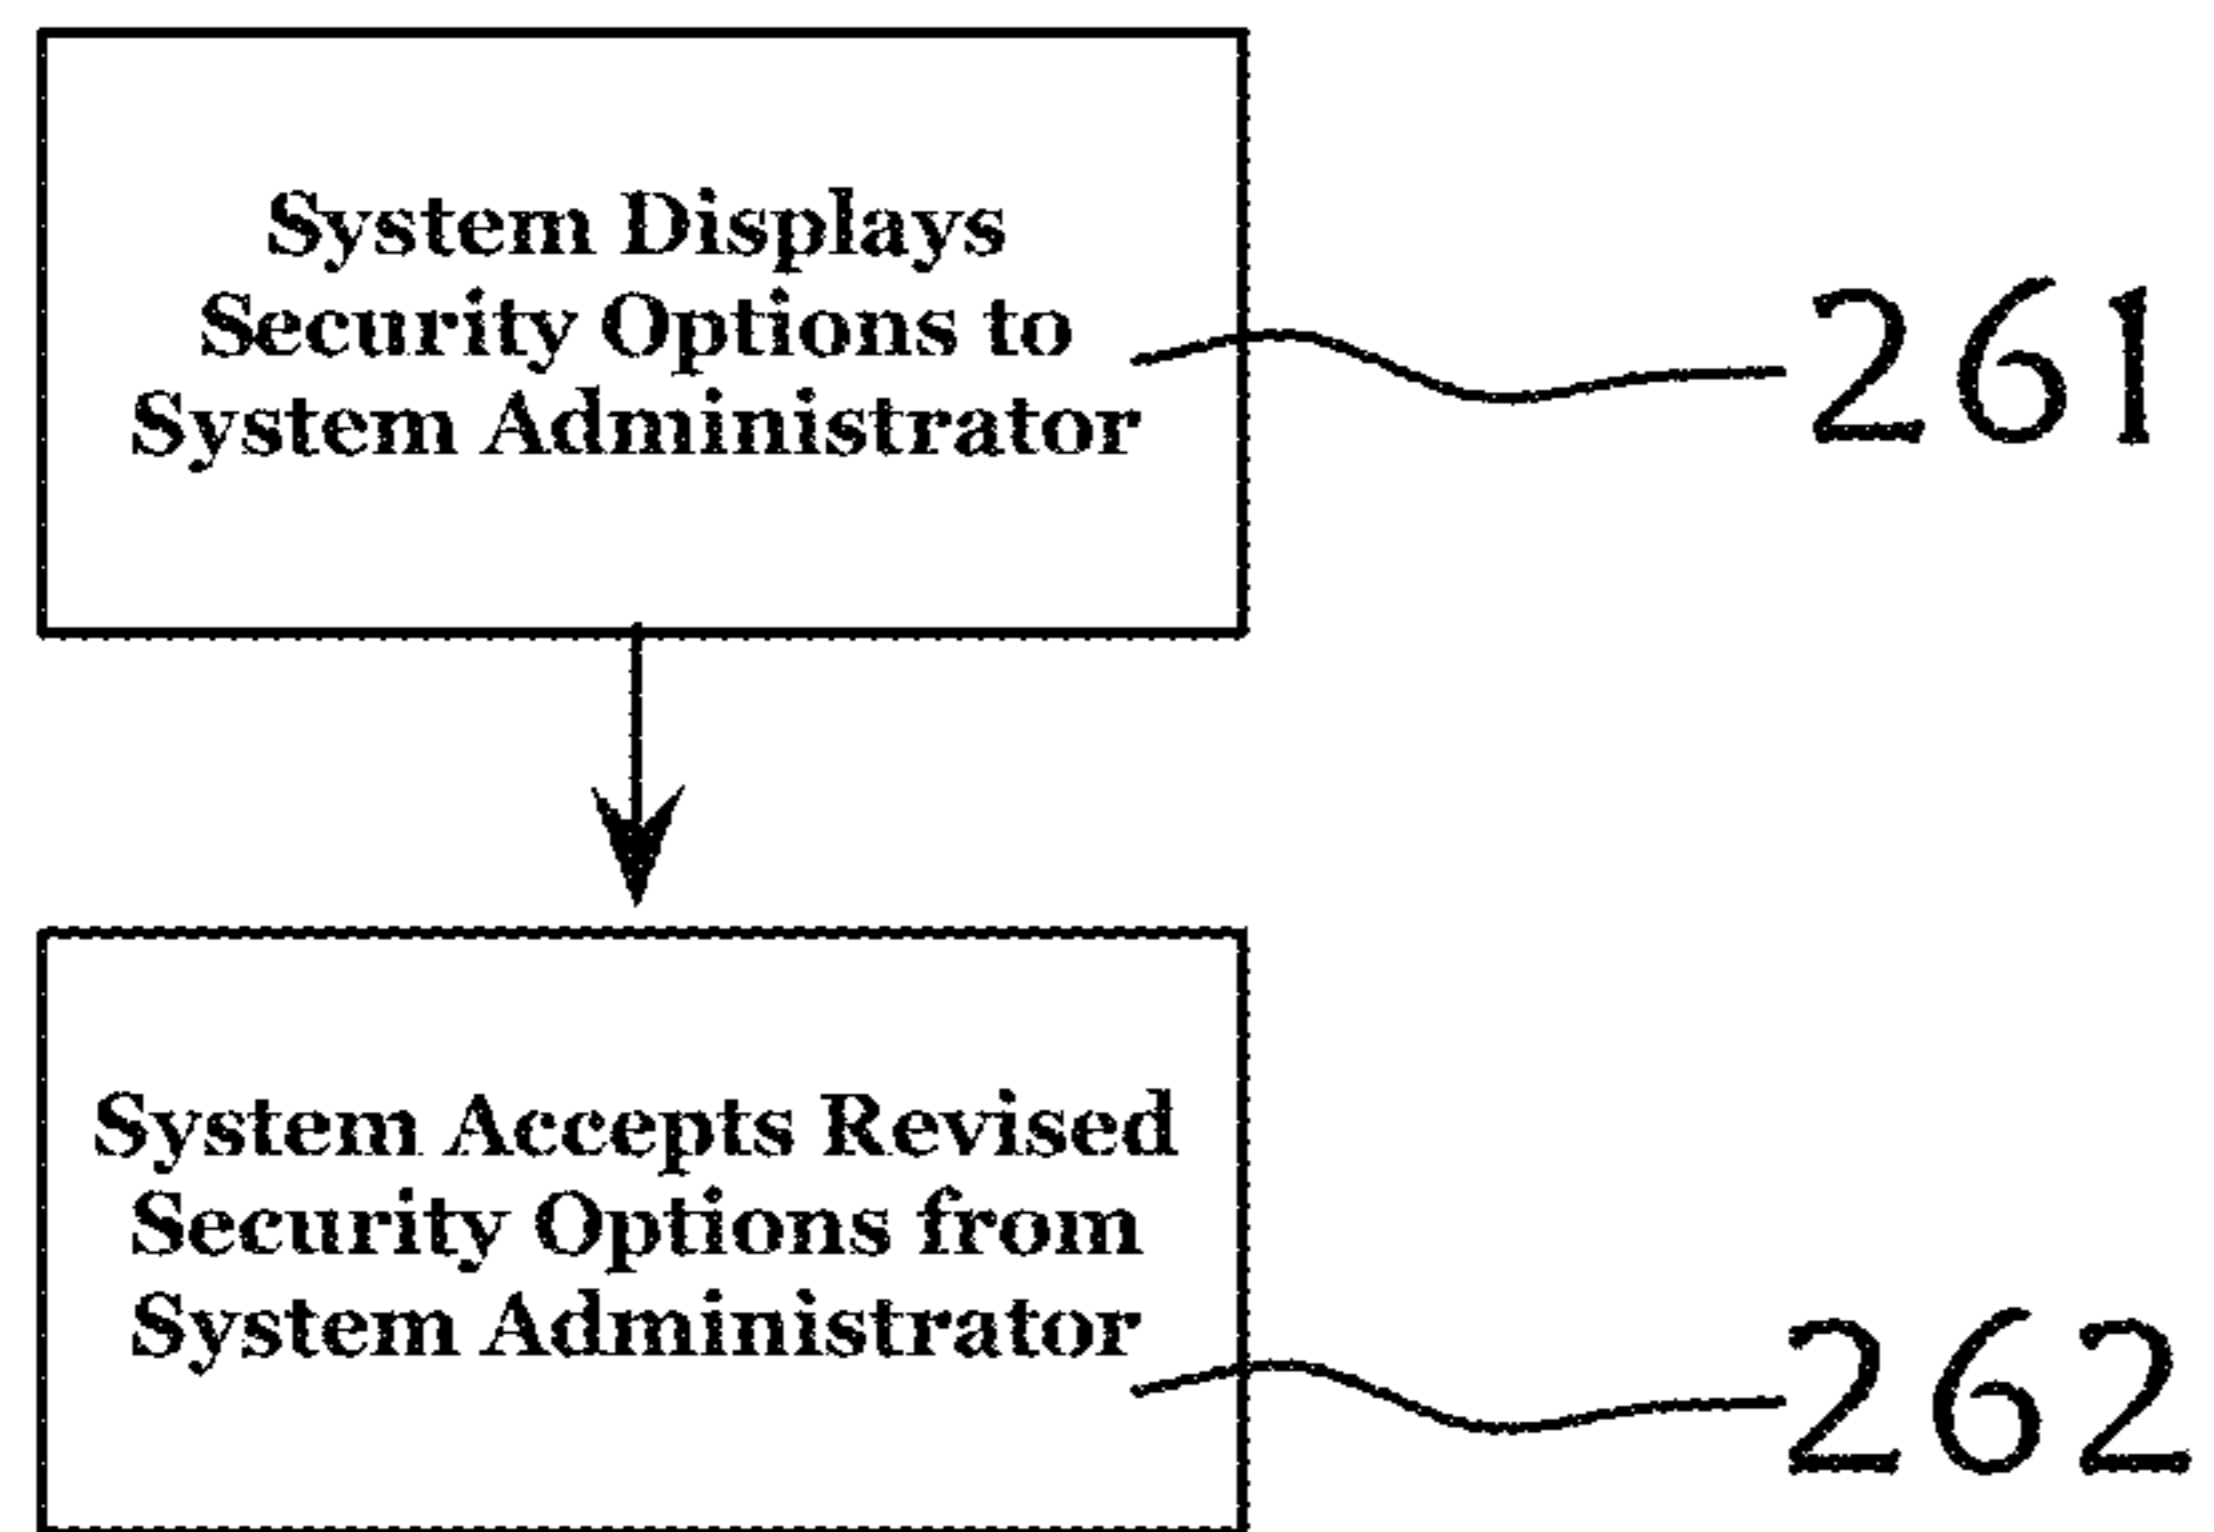 System Displays
Security Options to
System Administrator
261
System Accepts Revised
Security Options from
System Administrator
262